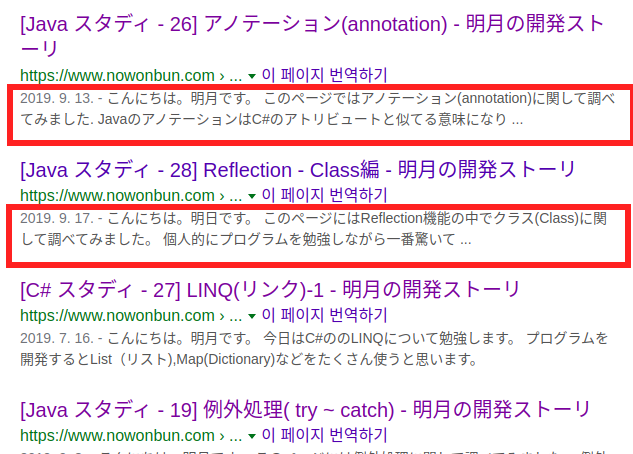 [Java スタディ - 26] アノテーション(annotation) - 明月の開発スト
ーリ
https://www.nowonbun.com › ... 이 페이지 번역하기
2019. 9. 13. - こんにちは。明月です。 このページではアノテーション(annotation)に関して調べ
てみました. JavaのアノテーションはC#のアトリビュートと似てる意味になり ...
[Java スタディ - 28] Reflection - Class編 - 明月の開発ストーリ
https://www.nowonbun.com › ... 이 페이지 번역하기
2019. 9. 17. - こんにちは。明日です。 このページにはReflection機能の中でクラス(Class)に関
して調べてみました。 個人的にプログラムを勉強しながら一番驚いて ...
[C# スタディ - 27] LINQ(リンク)-1 - 明月の開発ストーリ
https://www.nowonbun.com › ... 이 페이지 번역하기
2019. 7. 16. - こんにちは。明月です。 今日はC#ののLINQについて勉強します。 プログラムを
開発するとList（リスト),Map(Dictionary)などをたくさん使うと思います。
[Java スタディ - 19] 例外処理( try ~ catch) - 明月の開発ストーリ
https://www.nowonbun.com › ... 이 페이지 번역하기